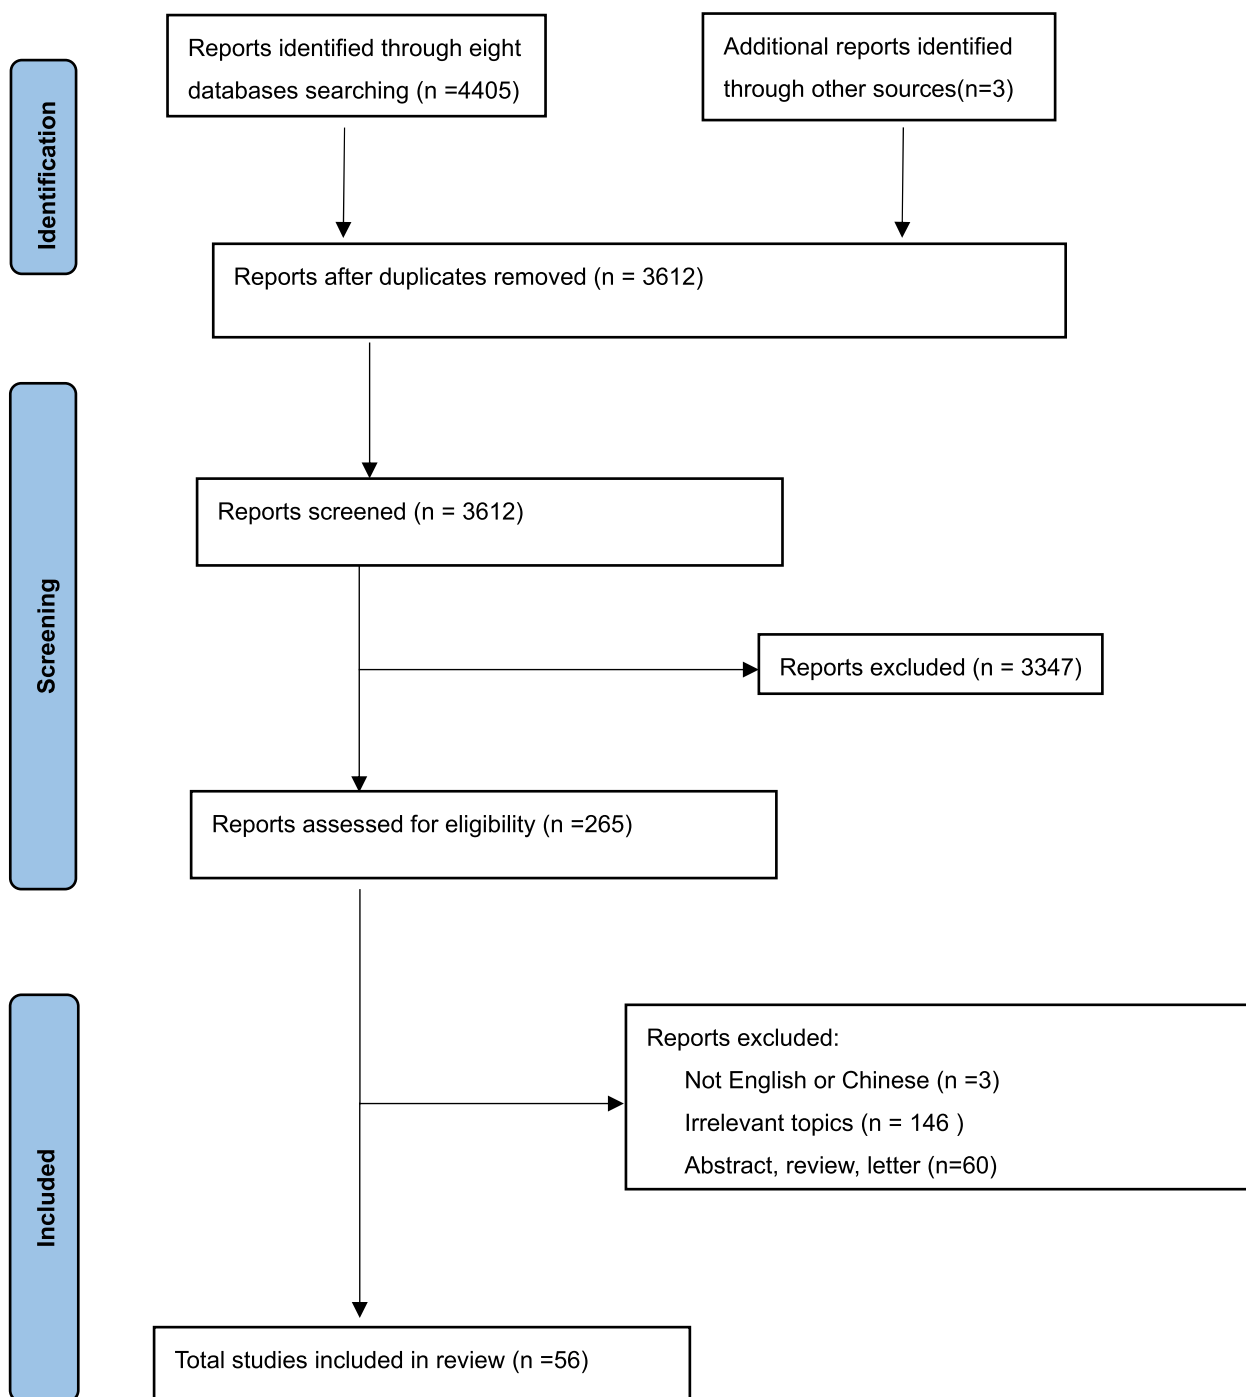 Identification
Reports identified through eight
databases searching (n =4405)
Additional reports identified
through other sources(n=3)
Reports after duplicates removed (n = 3612)
Screening
Reports screened (n = 3612)
Reports excluded (n = 3347)
Reports assessed for eligibility (n =265)
Included
Reports excluded:
Not English or Chinese (n =3)
Irrelevant topics (n = 146 )
Abstract, review, letter (n=60)
Total studies included in review (n =56)